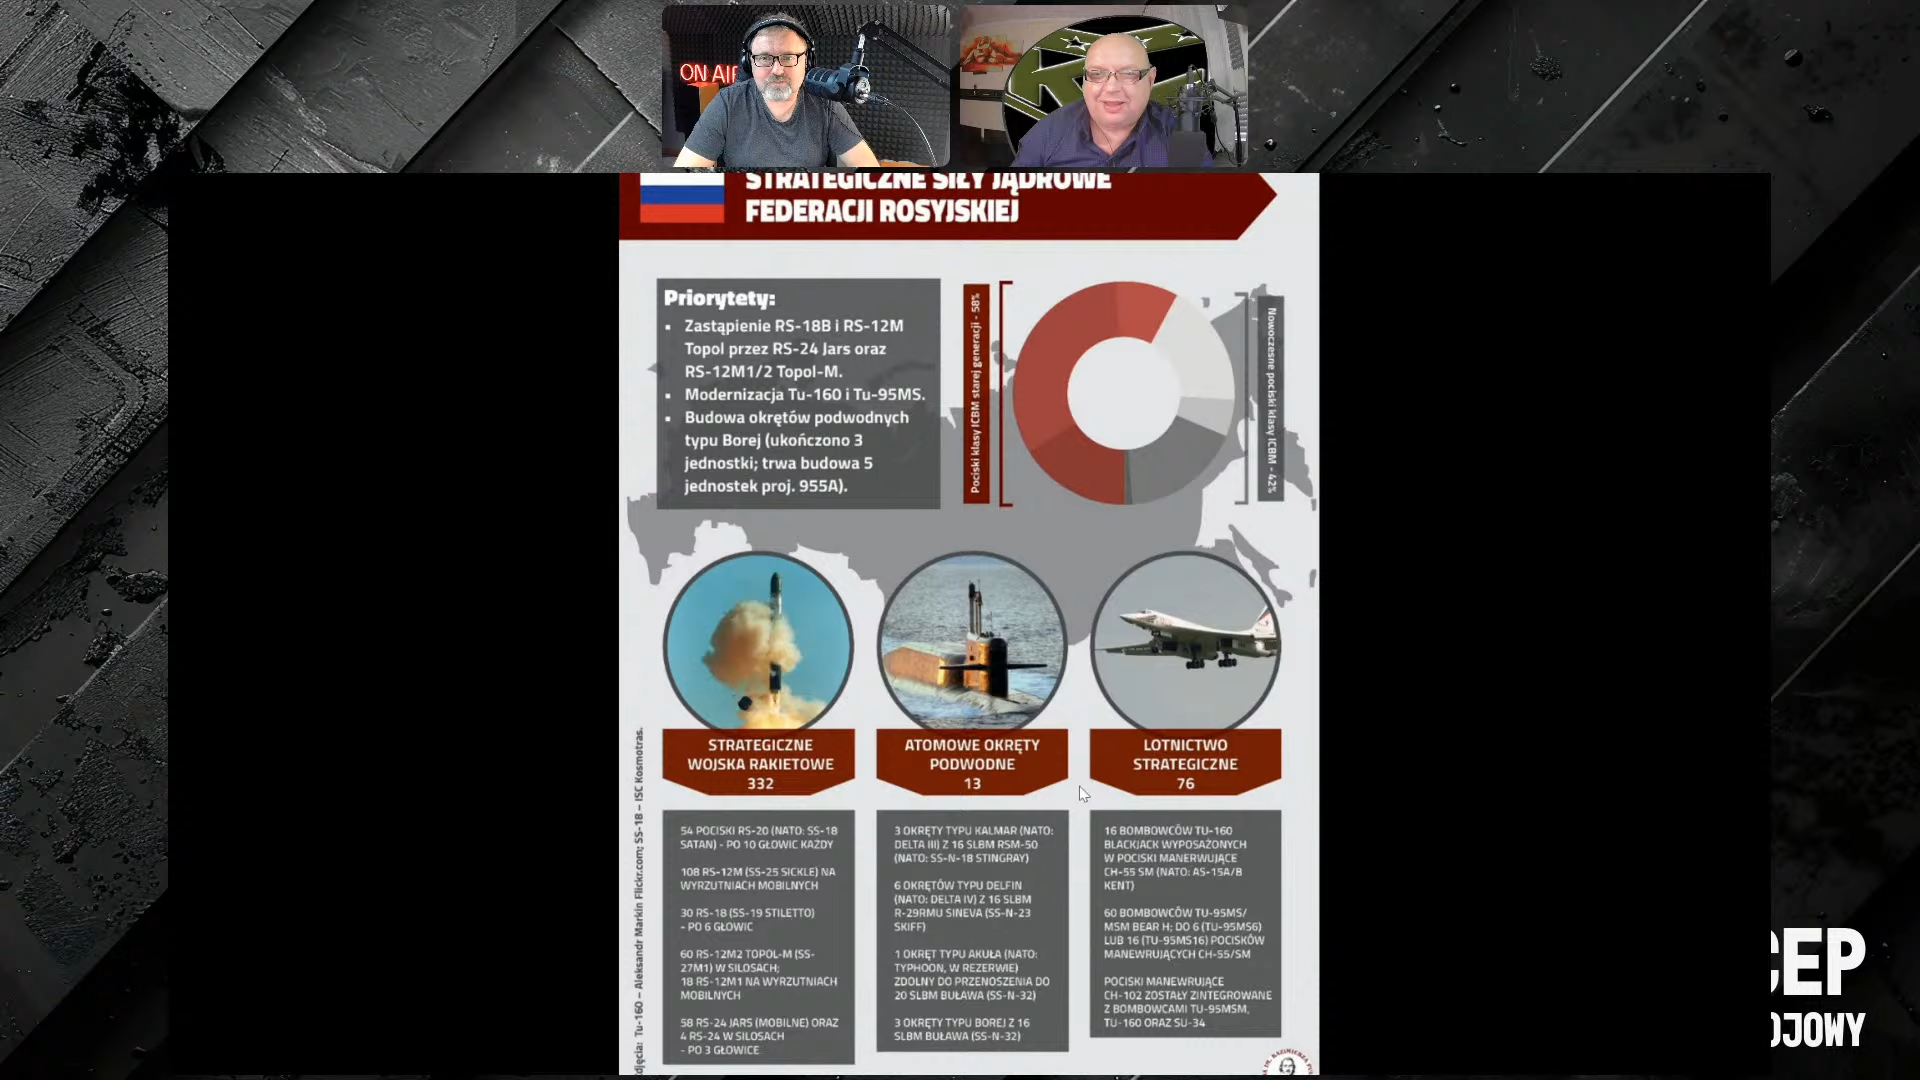 ON AIR
STRATEGICZNE SIŁY JĄDROWE
FEDERACJI ROSYJSKIEJ
Priorytety:
▪ Zastąpienie RS-18B i RS-12M
Topol przez RS-24 Jars oraz
RS-12M1/2 Topol-M.
▪ Modernizacja Tu-160 i Tu-95MS.
▪ Budowa okrętów podwodnych
typu Borej (ukończono 3
jednostki; trwa budowa 5
jednostek proj. 955A).
Pociski klasy ICBM starej generacji - 58%
Nowoczesne pociski klasy ICBM - 42%
STRATEGICZNE
WOJSKA RAKIETOWE
332
54 POCISKI RS-20 (NATO: SS-18
SATAN) - PO 10 GŁOWIC KAŻDY
108 RS-12M (SS-25 SICKLE) NA
WYRZUTNIACH MOBILNYCH
30 RS-18 (SS-19 STILETTO)
- PO 6 GŁOWIC
60 RS-12M2 TOPOL-M (SS-
27M1) W SILOSACH;
18 RS-12M1 NA WYRZUTNIACH
MOBILNYCH
58 RS-24 JARS (MOBILNE) ORAZ
4 RS-24 W SILOSACH
- PO 3 GŁOWICE
ATOMOWE OKRĘTY
PODWODNE
13
3 OKRĘTY TYPU KALMAR (NATO:
DELTA III) Z 16 SLBM RSM-50
(NATO: SS-N-18 STINGRAY)
6 OKRĘTÓW TYPU DELFIN
(NATO: DELTA IV) Z 16 SLBM
R-29RMU SINEVA (SS-N-23
SKIFF)
1 OKRĘT TYPU AKUŁA (NATO:
TYPHOON, W REZERWIE)
ZDOLNY DO PRZENOSZENIA DO
20 SLBM BUŁAWA (SS-N-32)
3 OKRĘTY TYPU BOREJ Z 16
SLBM BUŁAWA (SS-N-32)
LOTNICTWO
STRATEGICZNE
76
16 BOMBOWCÓW TU-160
BLACKJACK WYPOSAŻONYCH
W POCISKI MANERWUJĄCE
CH-55 SM (NATO: AS-15A/B
KENT)
60 BOMBOWCÓW TU-95MS/
MSM BEAR H; DO 6 (TU-95MS6)
LUB 16 (TU-95MS16) POCISKÓW
MANEWRUJĄCYCH CH-55/SM
POCISKI MANEWRUJĄCE
CH-102 ZOSTAŁY ZINTEGROWANE
Z BOMBOWCAMI TU-95MSM,
TU-160 ORAZ SU-34
djęcia: Tu-160 – Aleksandr Markin Flickr.com; SS-18 – ISC Kosmotras.
CEP
OJOWY